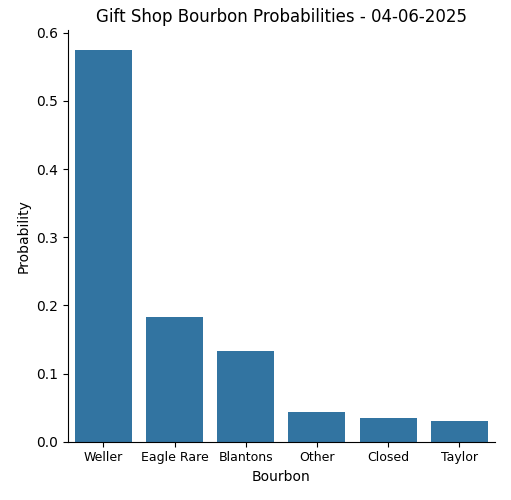 Gift Shop Bourbon Probabilities - 04-06-2025
0.6
0.5
0.4
0.3
0.2
0.1
0.0
Probability
Weller Eagle Rare Blantons Other Closed Taylor
Bourbon